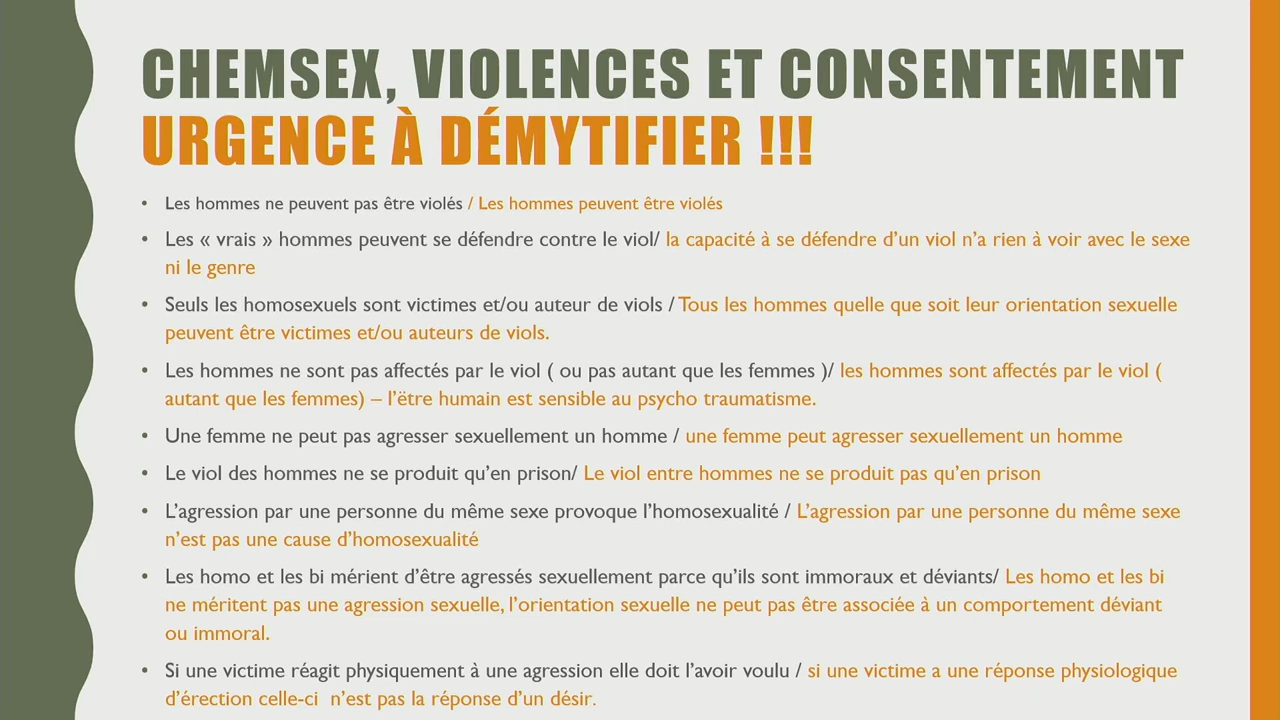 CHEMSEX, VIOLENCES ET CONSENTEMENT
URGENCE À DÉMYTIFIER !!!
• Les hommes ne peuvent pas être violés / Les hommes peuvent être violés
• Les « vrais » hommes peuvent se défendre contre le viol/ la capacité à se défendre d'un viol n'a rien à voir avec le sexe
ni le genre
• Seuls les homosexuels sont victimes et/ou auteur de viols / Tous les hommes quelle que soit leur orientation sexuelle
peuvent être victimes et/ou auteurs de viols.
• Les hommes ne sont pas affectés par le viol ( ou pas autant que les femmes )/ les hommes sont affectés par le viol (
autant que les femmes) – l'ëtre humain est sensible au psycho traumatisme.
• Une femme ne peut pas agresser sexuellement un homme / une femme peut agresser sexuellement un homme
• Le viol des hommes ne se produit qu'en prison/ Le viol entre hommes ne se produit pas qu'en prison
• L'agression par une personne du même sexe provoque l'homosexualité / L'agression par une personne du même sexe
n'est pas une cause d'homosexualité
• Les homo et les bi mérient d'être agressés sexuellement parce qu'ils sont immoraux et déviants/ Les homo et les bi
ne méritent pas une agression sexuelle, l'orientation sexuelle ne peut pas être associée à un comportement déviant
ou immoral.
• Si une victime réagit physiquement à une agression elle doit l'avoir voulu / si une victime a une réponse physiologique
d'érection celle-ci n'est pas la réponse d'un désir.